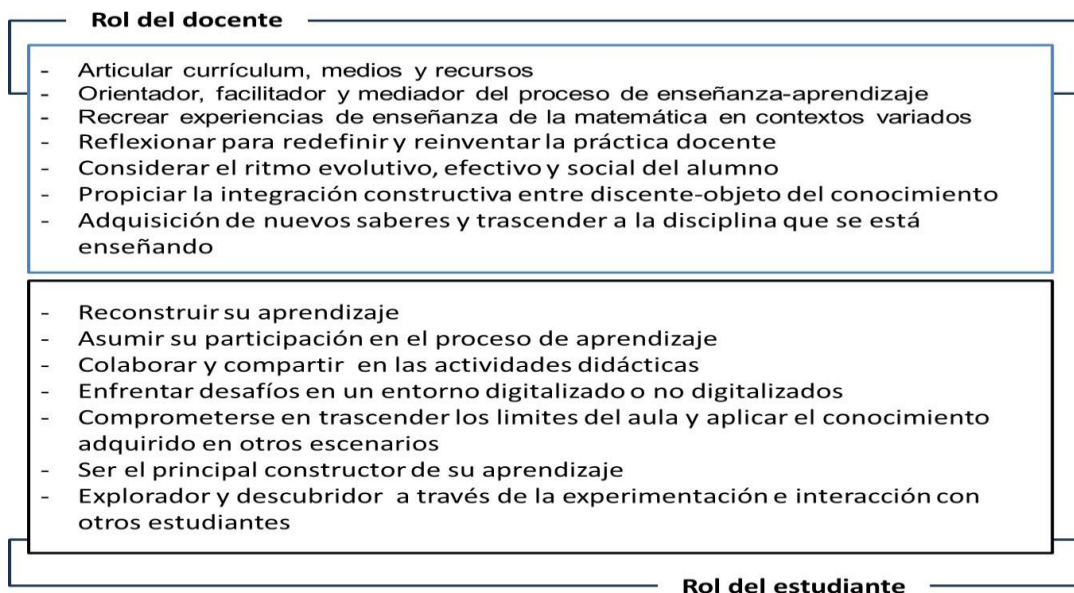 Rol del docente
- Articular currículum, medios y recursos
- Orientador, facilitador y mediador del proceso de enseñanza-aprendizaje
- Recrear experiencias de enseñanza de la matemática en contextos variados
- Reflexionar para redefinir y reinventar la práctica docente
- Considerar el ritmo evolutivo, efectivo y social del alumno
- Propiciar la integración constructiva entre discente-objeto del conocimiento
- Adquisición de nuevos saberes y trascender a la disciplina que se está
enseñando
- Reconstruir su aprendizaje
- Asumir su participación en el proceso de aprendizaje
- Colaborar y compartir en las actividades didácticas
- Enfrentar desafíos en un entorno digitalizado o no digitalizados
- Comprometerse en trascender los limites del aula y aplicar el conocimiento
adquirido en otros escenarios
- Ser el principal constructor de su aprendizaje
- Explorador y descubridor a través de la experimentación e interacción con
otros estudiantes
Rol del estudiante